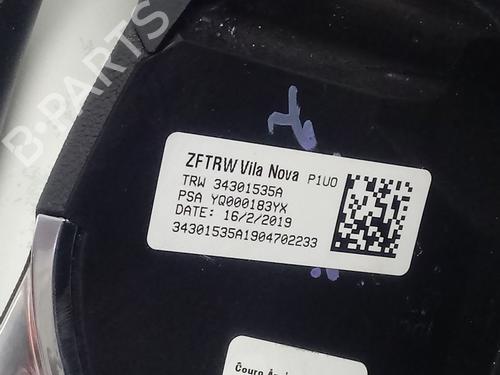 B-PARTS
ZFTRW Vila Nova P1U0
TRW 34301535A
PSA YQ000183YX
DATE: 16/2/2019
34301535A1904702233